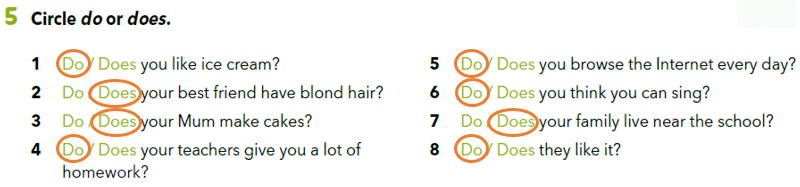 5 Circle do or does.
1 Do / Does you like ice cream?
2 Do / Does your best friend have blond hair?
3 Do / Does your Mum make cakes?
4 Do / Does your teachers give you a lot of
homework?
5 Do / Does you browse the Internet every day?
6 Do / Does you think you can sing?
7 Do / Does your family live near the school?
8 Do / Does they like it?